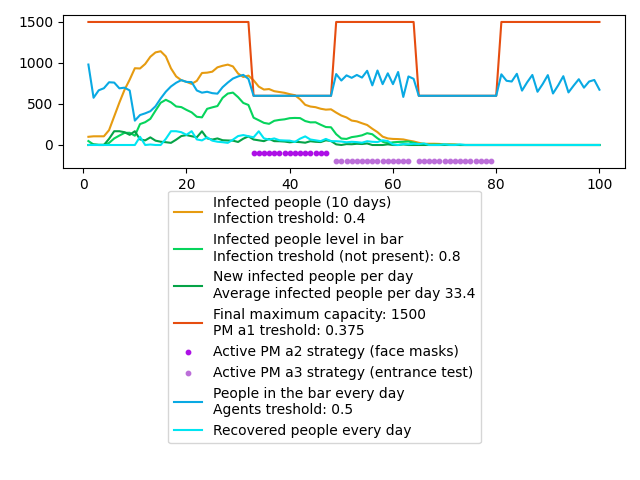 1500
1000
500
0
0
20
40
60
80
100
Infected people (10 days)
Infection treshold: 0.4
Infected people level in bar
Infection treshold (not present): 0.8
New infected people per day
Average infected people per day 33.4
Final maximum capacity: 1500
PM a1 treshold: 0.375
Active PM a2 strategy (face masks)
Active PM a3 strategy (entrance test)
People in the bar every day
Agents treshold: 0.5
Recovered people every day